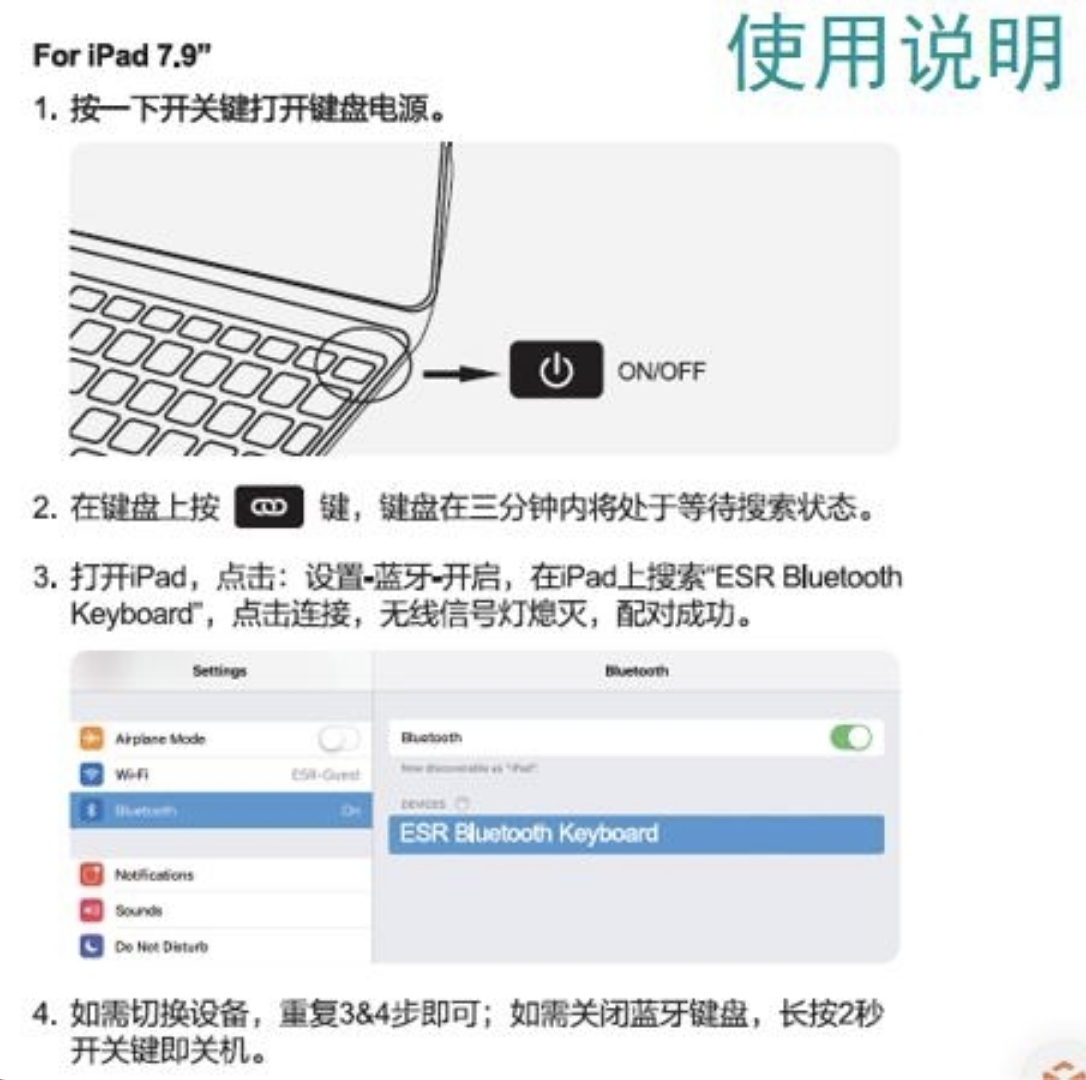 使用说明
For iPad 7.9”
1. 按一下开关键打开键盘电源。
ON/OFF
2. 在键盘上按 键，键盘在三分钟内将处于等待搜索状态。
3. 打开iPad，点击：设置-蓝牙-开启，在iPad上搜索“ESR Bluetooth
Keyboard”，点击连接，无线信号灯熄灭，配对成功。
Settings
Bluetooth
Airplane Mode
Wi-Fi ESR-Guest
Bluetooth On
Notifications
Sounds
Do Not Disturb
Bluetooth
Now discoverable as “iPad”.
DEVICES
ESR Bluetooth Keyboard
4. 如需切换设备，重复3&4步即可；如需关闭蓝牙键盘，长按2秒
开关键即关机。